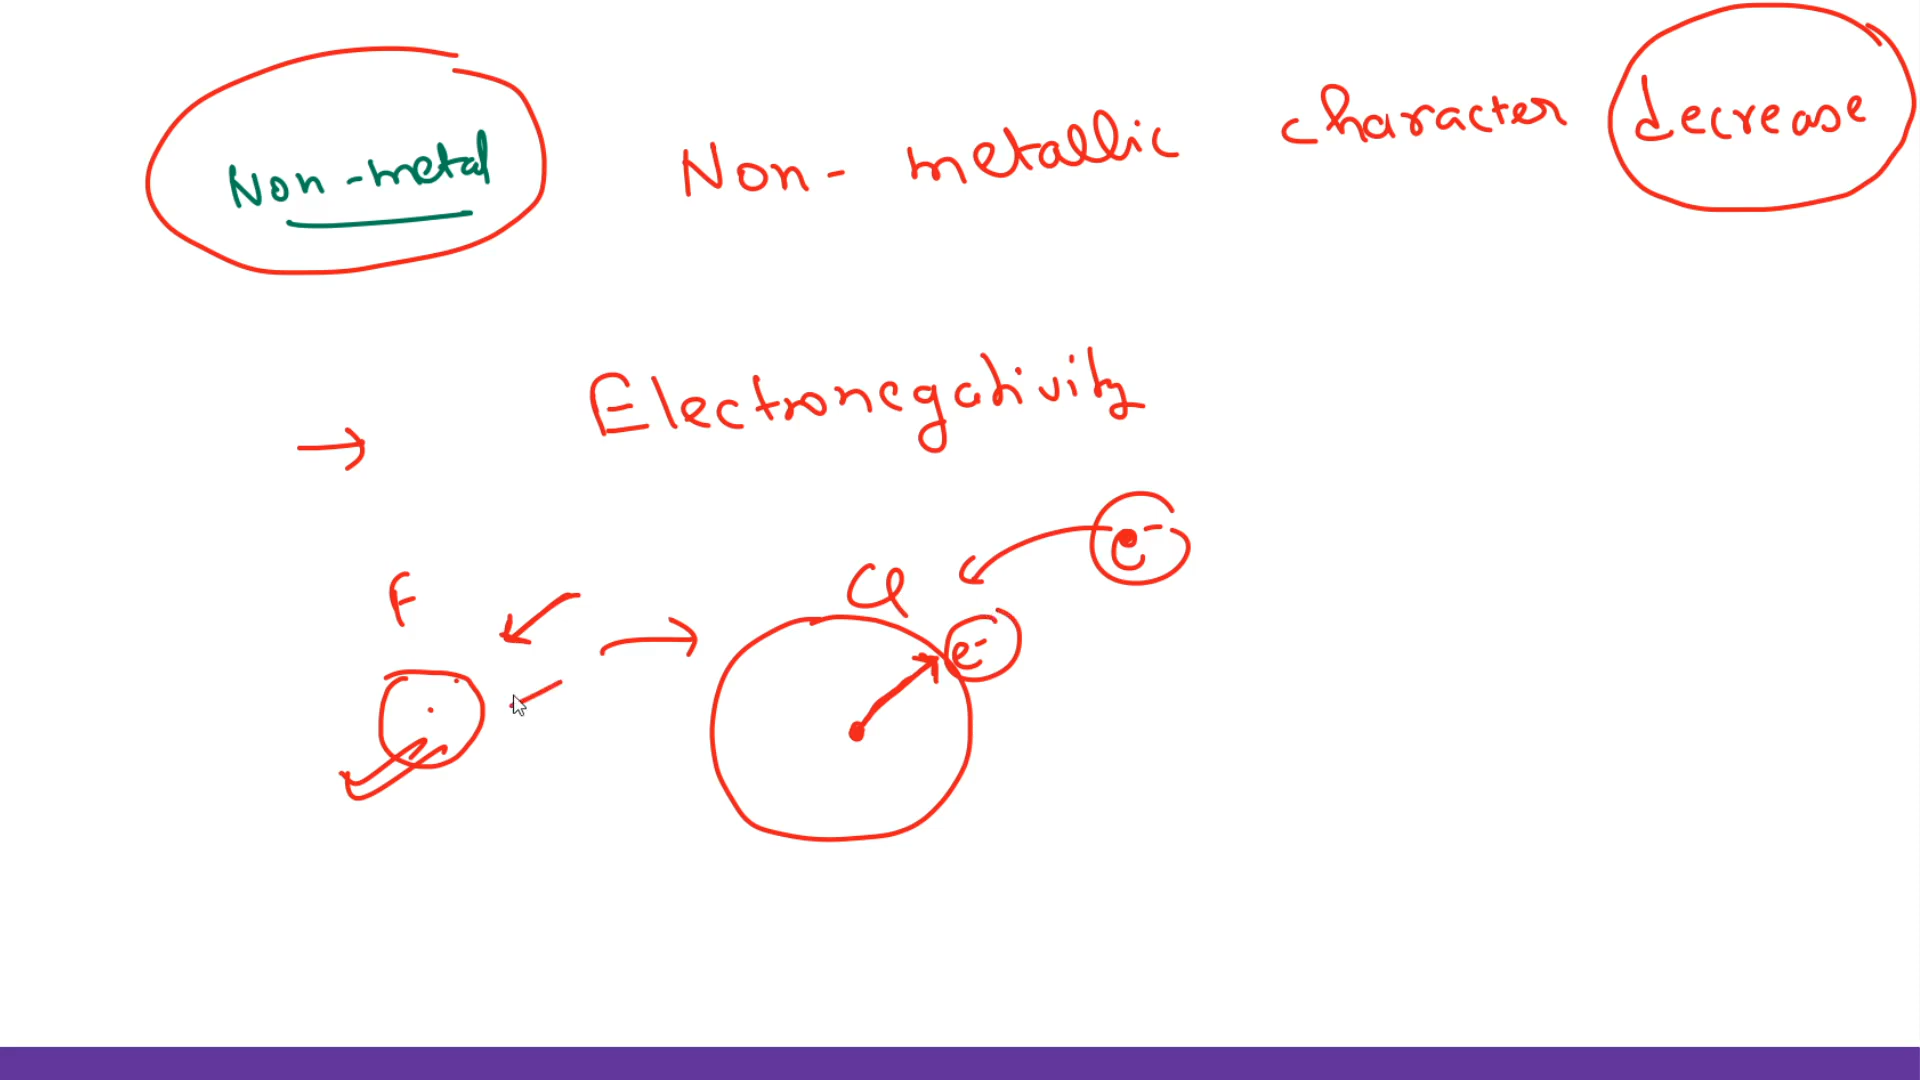 Non-metal Non-metallic character decrease
→ Electronegativity
e⁻
F Cl
e⁻